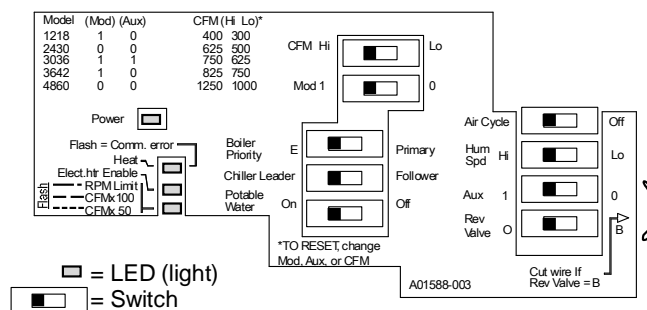 Model (Mod) (Aux) CFM (Hi Lo)*
1218 1 0 400 300
2430 0 0 625 500
3036 1 1 750 625
3642 1 0 825 750
4860 0 0 1250 1000
CFM Hi Lo
Mod 1 0
Power
Flash = Comm. error
Heat
Elect.htr Enable
Flash
RPM Limit
CFMx100
CFMx 50
Boiler Priority E Primary
Chiller Leader Follower
Potable Water On Off
*TO RESET, change
Mod, Aux, or CFM
Air Cycle Off
Hum Spd Hi Lo
Aux 1 0
Rev Valve O B
Cut wire If
Rev Valve = B
A01588-003
= LED (light)
= Switch